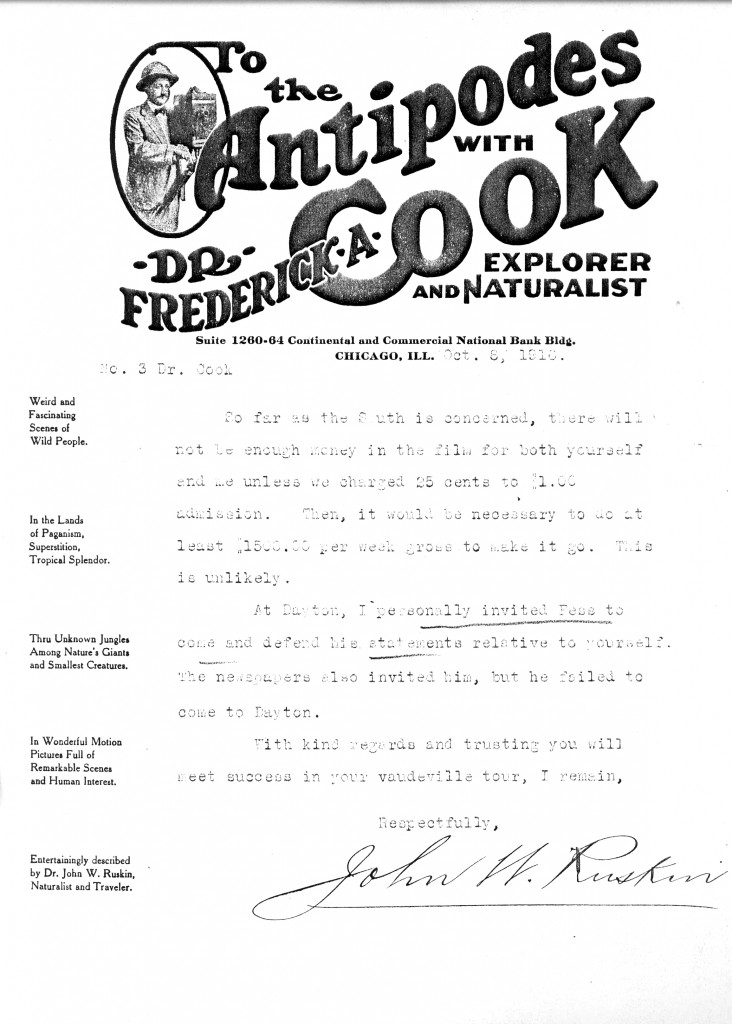 To
the
Antipodes
WITH
·DR·
FREDERICK·A·
COOK
EXPLORER
AND NATURALIST
Suite 1260-64 Continental and Commercial National Bank Bldg.
CHICAGO, ILL. Oct. 8, 1916.
No. 3 Dr. Cook
Weird and
Fascinating
Scenes of
Wild People.
In the Lands
of Paganism,
Superstition,
Tropical Splendor.
Thru Unknown Jungles
Among Nature's Giants
and Smallest Creatures.
In Wonderful Motion
Pictures Full of
Remarkable Scenes
and Human Interest.
Entertainingly described
by Dr. John W. Ruskin,
Naturalist and Traveler.
So far as the S uth is concerned, there will
not be enough money in the film for both yourself
and me unless we charged 25 cents to $1.00
admission. Then, it would be necessary to do at
least $1500.00 per week gross to make it go. This
is unlikely.
At Dayton, I personally invited Fess to
come and defend his statements relative to yourself.
The newspapers also invited him, but he failed to
come to Dayton.
With kind regards and trusting you will
meet success in your vaudeville tour, I remain,
Respectfully,
John W. Ruskin